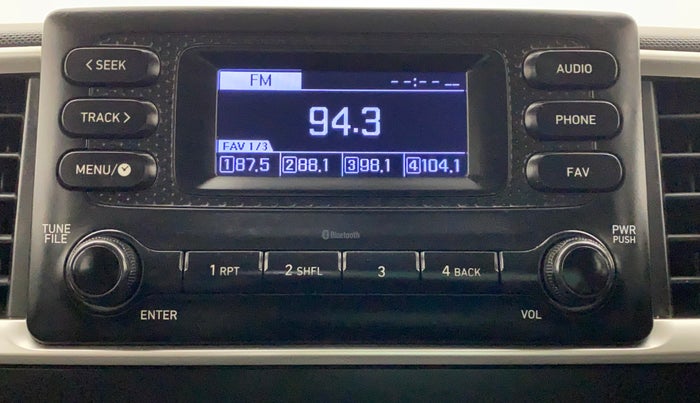 < SEEK
TRACK >
MENU/
FM
--:-- --
94.3
FAV 1/3
1 87.5 2 88.1 3 98.1 4 104.1
AUDIO
PHONE
FAV
Bluetooth
TUNE
FILE
PWR
PUSH
1 RPT
2 SHFL
3
4 BACK
ENTER
VOL